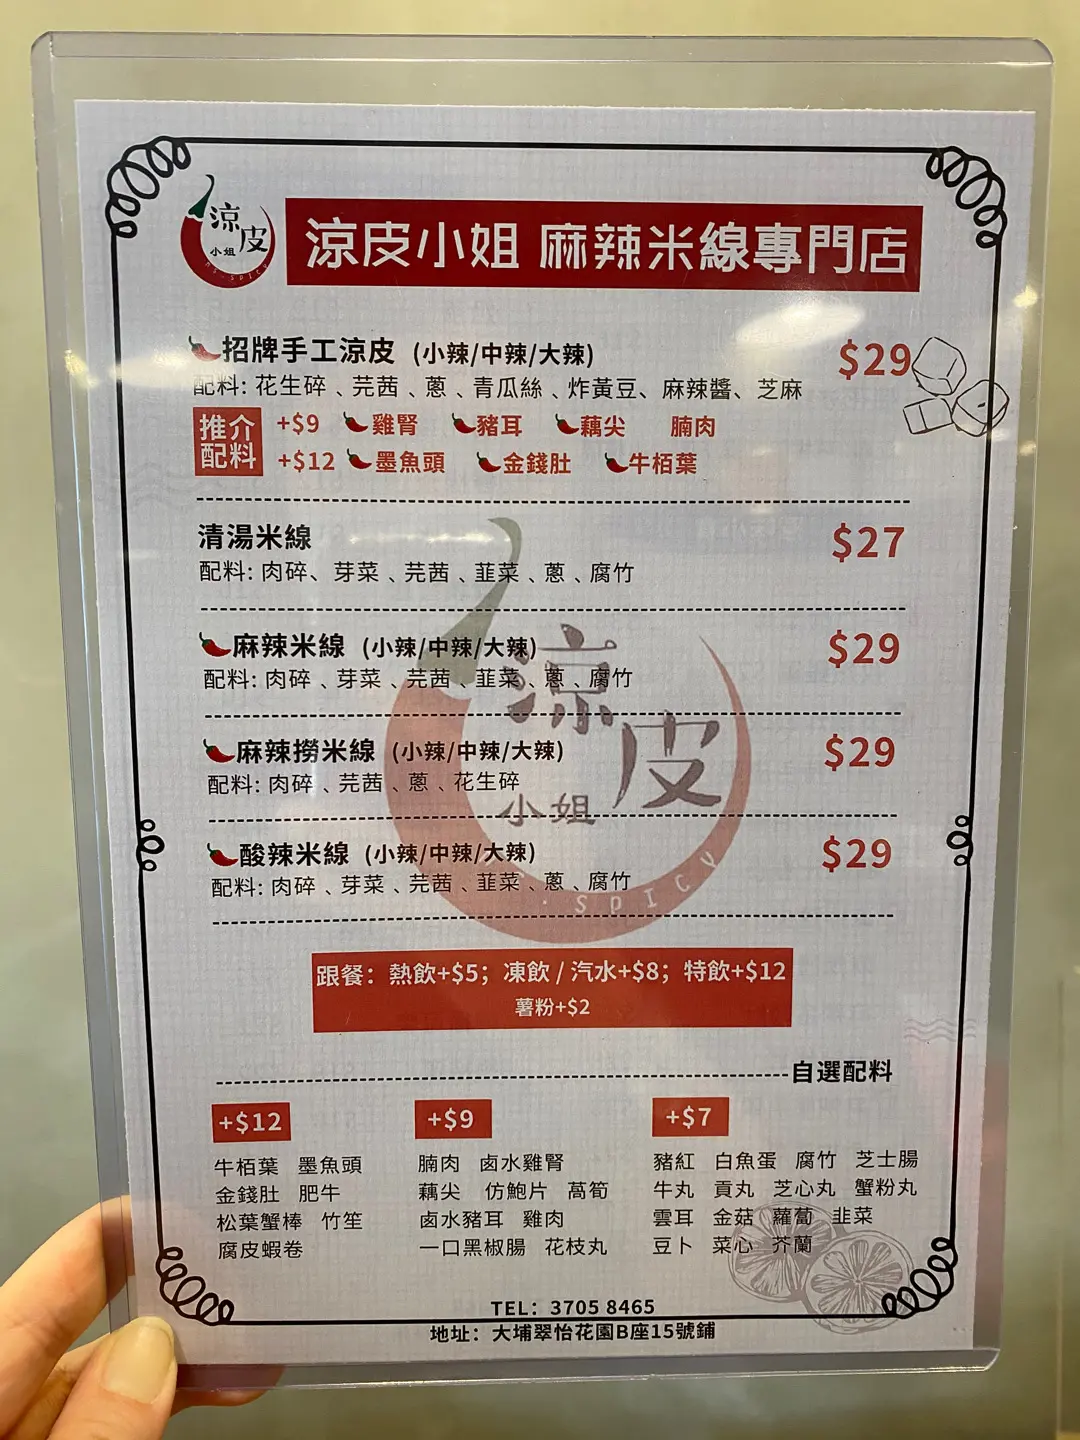 涼皮
小姐
MS·SPICY
涼皮小姐 麻辣米線專門店
招牌手工涼皮 (小辣/中辣/大辣) $29
配料: 花生碎、芫茜、蔥、青瓜絲、炸黃豆、麻辣醬、芝麻
推介配料
+$9 雞腎 豬耳 藕尖 腩肉
+$12 墨魚頭 金錢肚 牛栢葉
清湯米線 $27
配料: 肉碎、芽菜、芫茜、韮菜、蔥、腐竹
麻辣米線 (小辣/中辣/大辣) $29
配料: 肉碎、芽菜、芫茜、韮菜、蔥、腐竹
麻辣撈米線 (小辣/中辣/大辣) $29
配料: 肉碎、芫茜、蔥、花生碎
酸辣米線 (小辣/中辣/大辣) $29
配料: 肉碎、芽菜、芫茜、韮菜、蔥、腐竹
涼皮
小姐
SPICY
跟餐：熱飲+$5；凍飲 / 汽水+$8；特飲+$12
薯粉+$2
自選配料
+$12
牛栢葉 墨魚頭
金錢肚 肥牛
松葉蟹棒 竹笙
腐皮蝦卷
+$9
腩肉 鹵水雞腎
藕尖 仿鮑片 萵筍
鹵水豬耳 雞肉
一口黑椒腸 花枝丸
+$7
豬紅 白魚蛋 腐竹 芝士腸
牛丸 貢丸 芝心丸 蟹粉丸
雲耳 金菇 蘿蔔 韭菜
豆卜 菜心 芥蘭
TEL：3705 8465
地址：大埔翠怡花園B座15號鋪